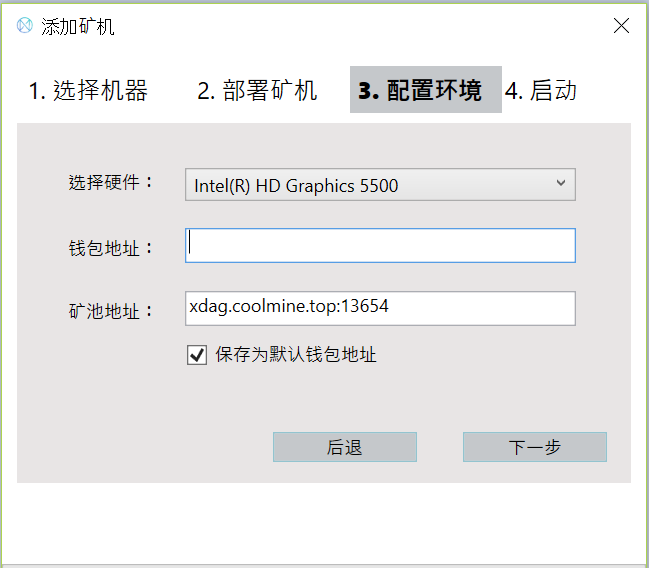 添加矿机
1. 选择机器 2. 部署矿机 3. 配置环境 4. 启动
选择硬件： Intel(R) HD Graphics 5500
钱包地址：
矿池地址： xdag.coolmine.top:13654
保存为默认钱包地址
后退 下一步